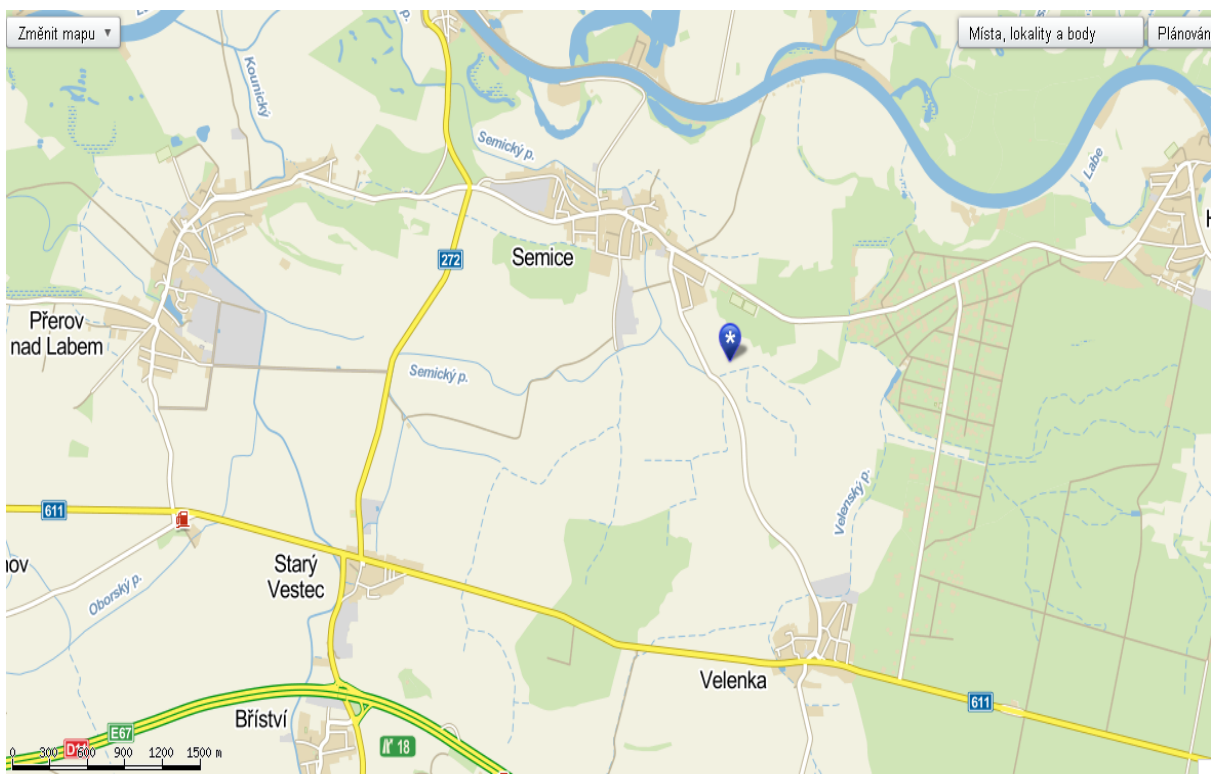 Změnit mapu
Místa, lokality a body
Plánován
Kounický
Semický p.
Labe
H
272
Semice
Přerov
nad Labem
Semický p.
Velenský p.
611
nov
Starý
Vestec
Oborský p.
Velenka
611
Bříství
E67
18
0 300 600 900 1200 1500 m